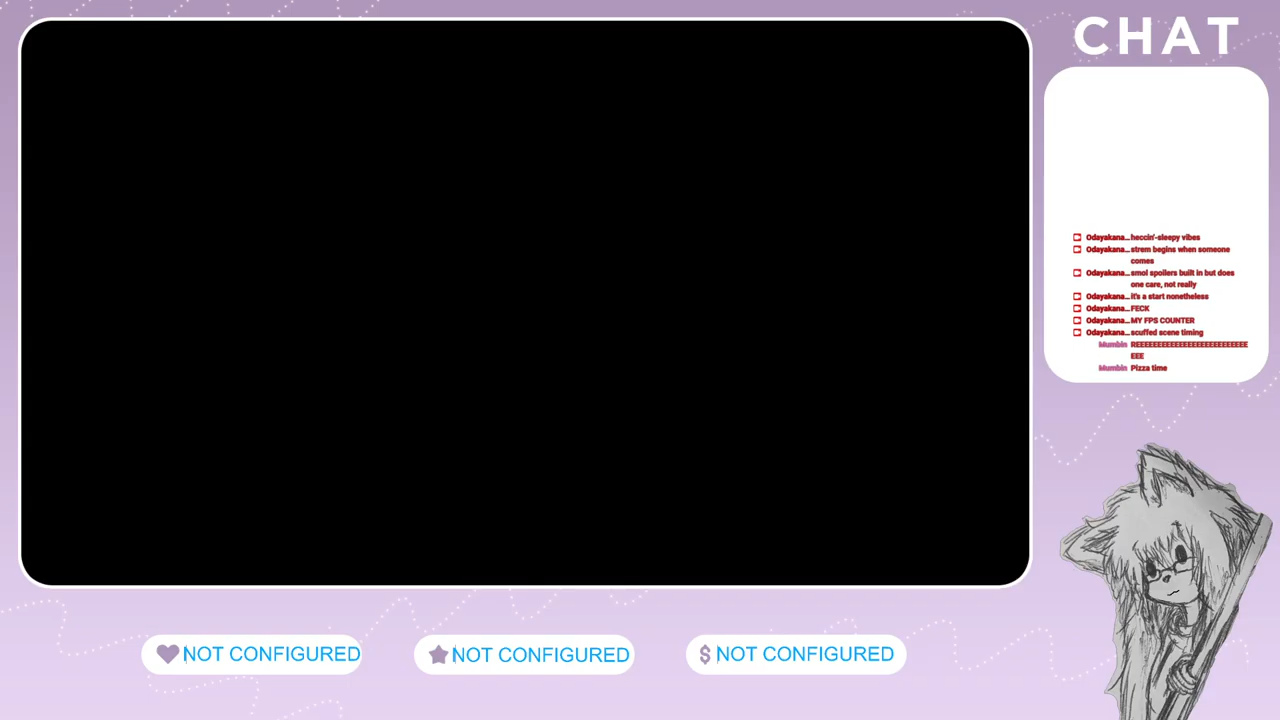 CHAT
Odayakana... heccin'-sleepy vibes
Odayakana... strem begins when someone
comes
Odayakana... smol spoilers built in but does
one care, not really
Odayakana... it's a start nonetheless
Odayakana... FECK
Odayakana... MY FPS COUNTER
Odayakana... scuffed scene timing
Mumbin
EEE
Mumbin Pizza time
NOT CONFIGURED
NOT CONFIGURED
$ NOT CONFIGURED